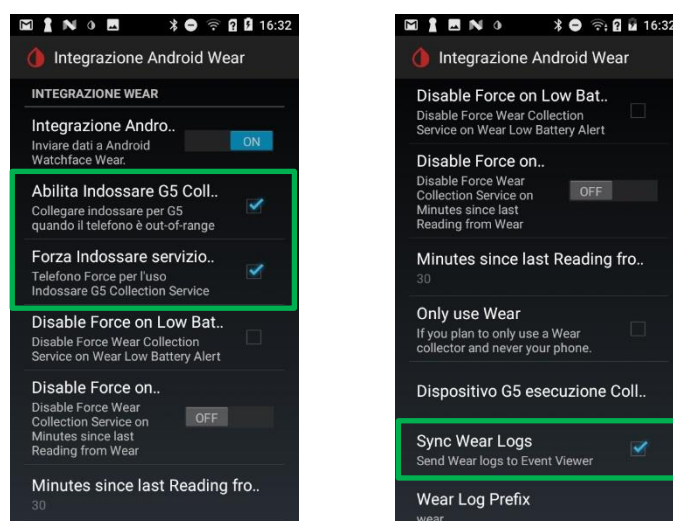 16:32
Integrazione Android Wear
INTEGRAZIONE WEAR
Integrazione Andro..
Inviare dati a Android
Watchface Wear.
ON
Abilita Indossare G5 Coll..
Collegare indossare per G5
quando il telefono è out-of-range
Forza Indossare servizio..
Telefono Force per l'uso
Indossare G5 Collection Service
Disable Force on Low Bat..
Disable Force Wear Collection
Service on Wear Low Battery Alert
Disable Force on..
Disable Force Wear
Collection Service on
Minutes since last
Reading from Wear
OFF
Minutes since last Reading fro..
30
16:32
Integrazione Android Wear
Disable Force on Low Bat..
Disable Force Wear Collection
Service on Wear Low Battery Alert
Disable Force on..
Disable Force Wear
Collection Service on
Minutes since last
Reading from Wear
OFF
Minutes since last Reading fro..
30
Only use Wear
If you plan to only use a Wear
collector and never your phone.
Dispositivo G5 esecuzione Coll..
Sync Wear Logs
Send Wear logs to Event Viewer
Wear Log Prefix
wear